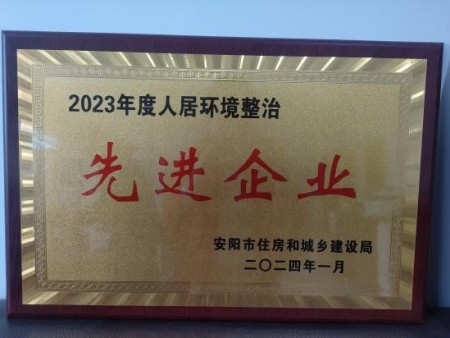 2023年度人居环境整治
先进企业
安阳市住房和城乡建设局
二〇二四年一月